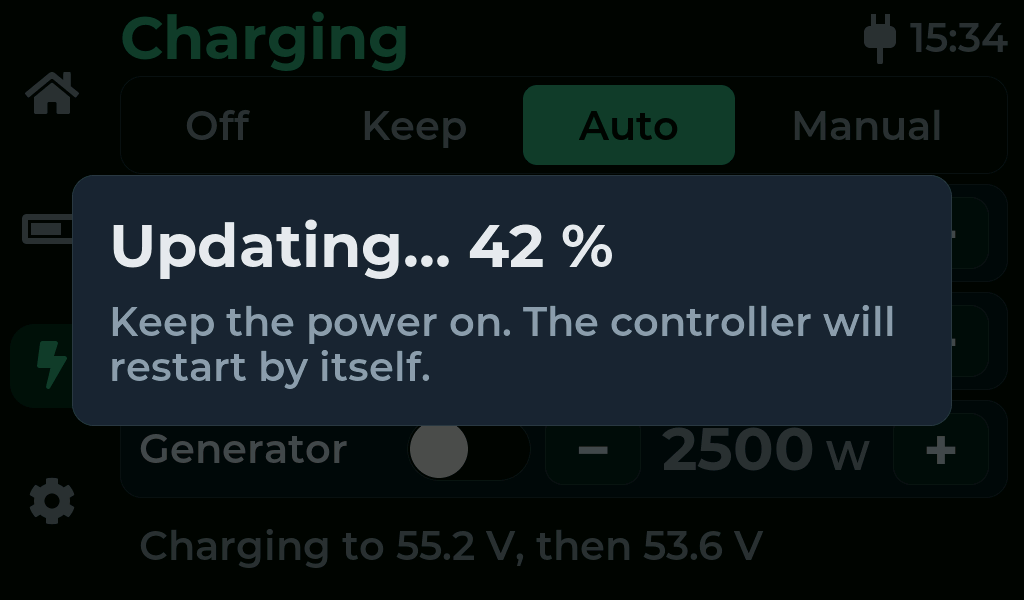 Charging
15:34
Off Keep Auto Manual
Updating... 42 %
Keep the power on. The controller will
restart by itself.
Generator − 2500 W +
Charging to 55.2 V, then 53.6 V